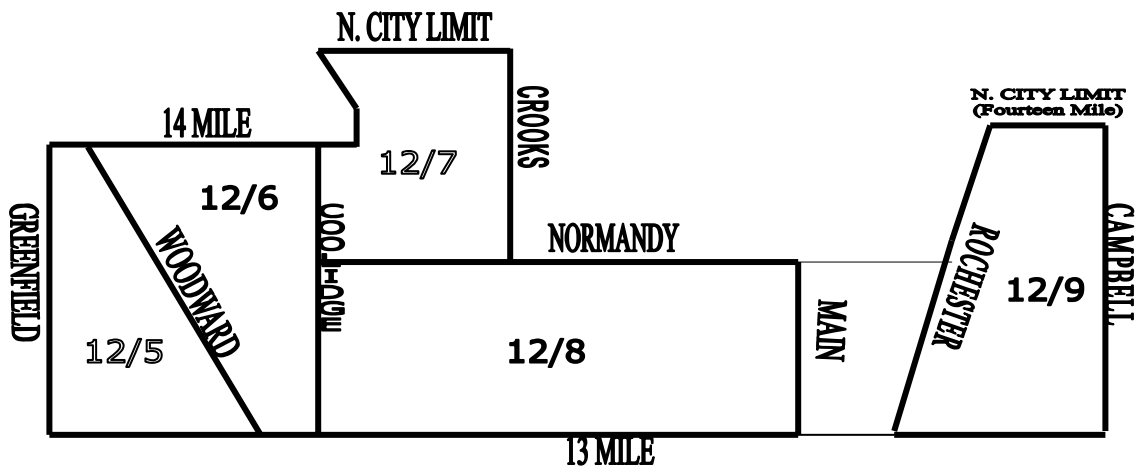 N. CITY LIMIT
CROOKS
N. CITY LIMIT
(Fourteen Mile)
14 MILE
12/7
12/6
GREENFIELD
WOODWARD
COOLIDGE
NORMANDY
ROCHESTER
CAMPBELL
12/9
MAIN
12/5
12/8
13 MILE